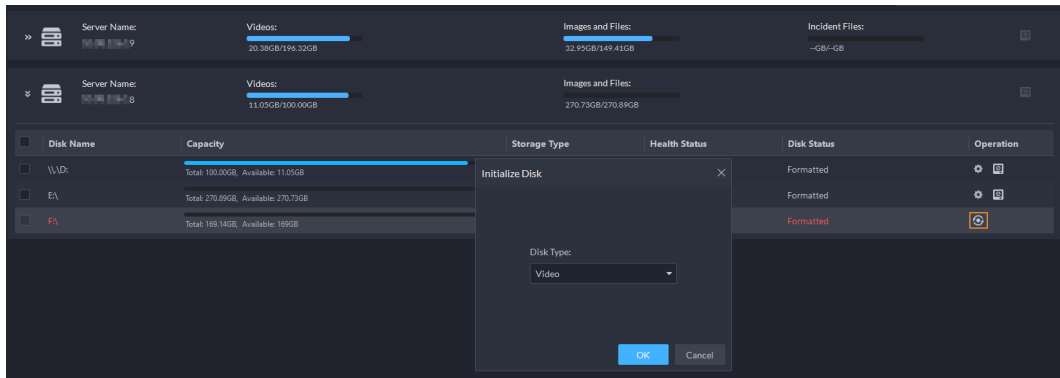 Server Name: Videos: Images and Files: Incident Files:
9 20.38GB/196.32GB 32.95GB/149.41GB --GB/--GB
Server Name: Videos: Images and Files:
8 11.05GB/100.00GB 270.73GB/270.89GB
Disk Name Capacity Storage Type Health Status Disk Status Operation
\\.\D: Total: 100.00GB, Available: 11.05GB Formatted
E:\ Total: 270.89GB, Available: 270.73GB Formatted
F:\ Total: 169.14GB, Available: 169GB Formatted
Initialize Disk
Disk Type:
Video
OK Cancel